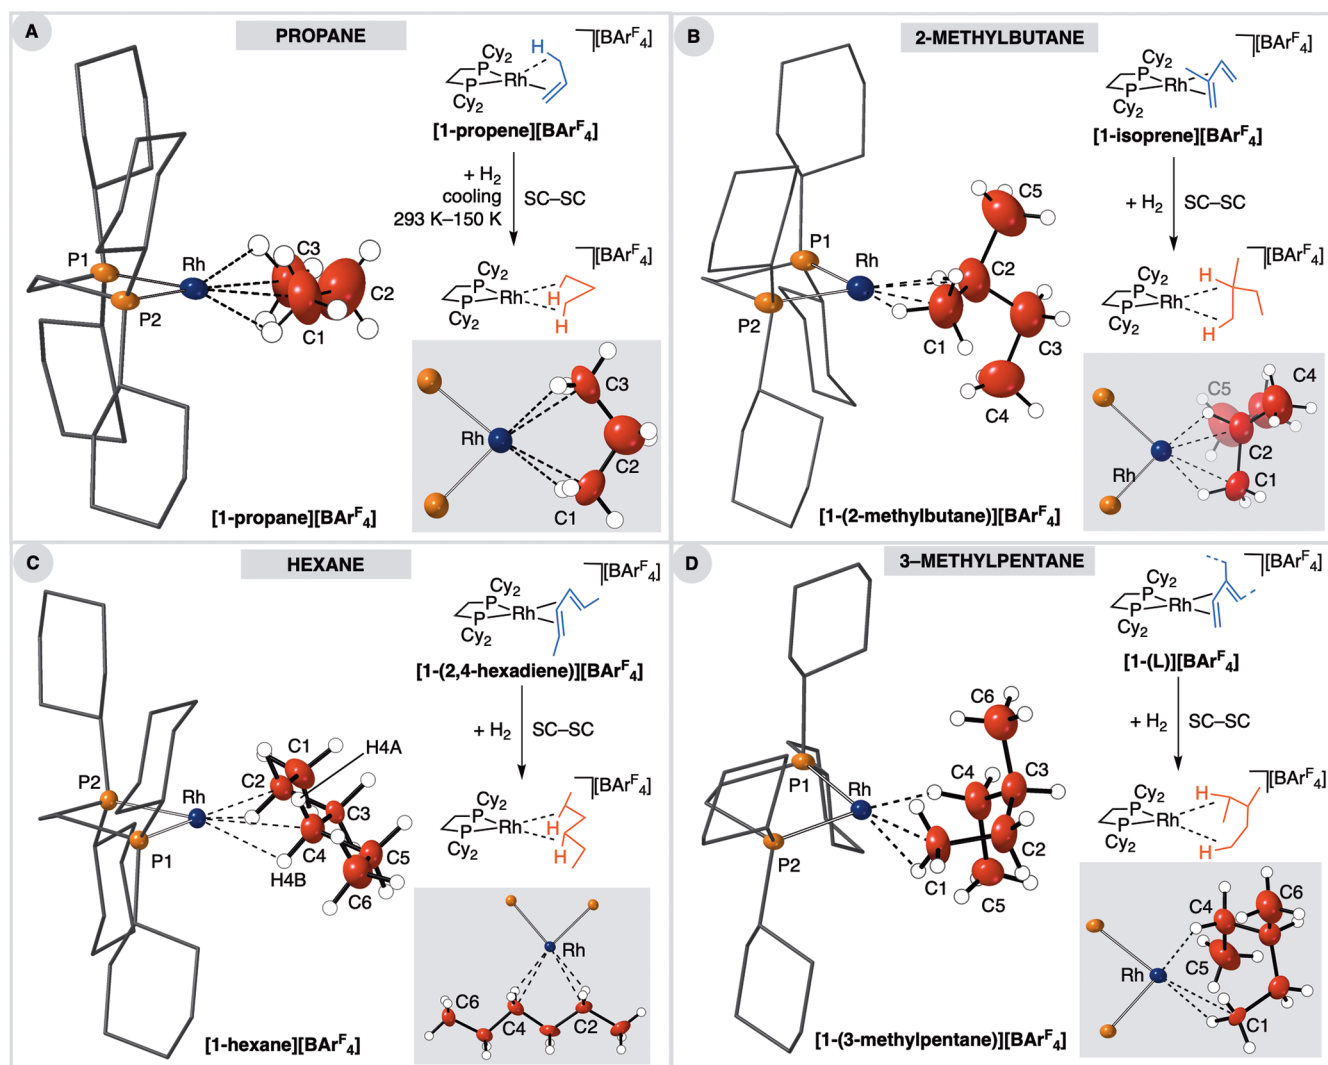 A
PROPANE
[BArF4]
Cy2
P
Rh
P
Cy2
H
[1-propene][BArF4]
+ H2
cooling
293 K–150 K
SC–SC
[BArF4]
Cy2
P
Rh
P
Cy2
H
H
P1
Rh
P2
C3
C2
C1
Rh
C3
C2
C1
[1-propane][BArF4]
B
2-METHYLBUTANE
[BArF4]
Cy2
P
Rh
P
Cy2
[1-isoprene][BArF4]
+ H2
SC–SC
[BArF4]
Cy2
P
Rh
P
Cy2
H
H
P1
Rh
P2
C5
C2
C1
C3
C4
C5
C4
C2
Rh
C1
[1-(2-methylbutane)][BArF4]
C
HEXANE
[BArF4]
Cy2
P
Rh
P
Cy2
[1-(2,4-hexadiene)][BArF4]
+ H2
SC–SC
[BArF4]
Cy2
P
Rh
P
Cy2
H
H
P2
Rh
P1
C1
H4A
C2
C3
C4
C5
H4B
C6
Rh
C6
C4
C2
[1-hexane][BArF4]
D
3–METHYLPENTANE
[BArF4]
Cy2
P
Rh
P
Cy2
[1-(L)][BArF4]
+ H2
SC–SC
[BArF4]
Cy2
P
Rh
P
Cy2
H
H
P1
Rh
P2
C6
C4
C3
C2
C1
C5
C6
C4
Rh
C5
C1
[1-(3-methylpentane)][BArF4]